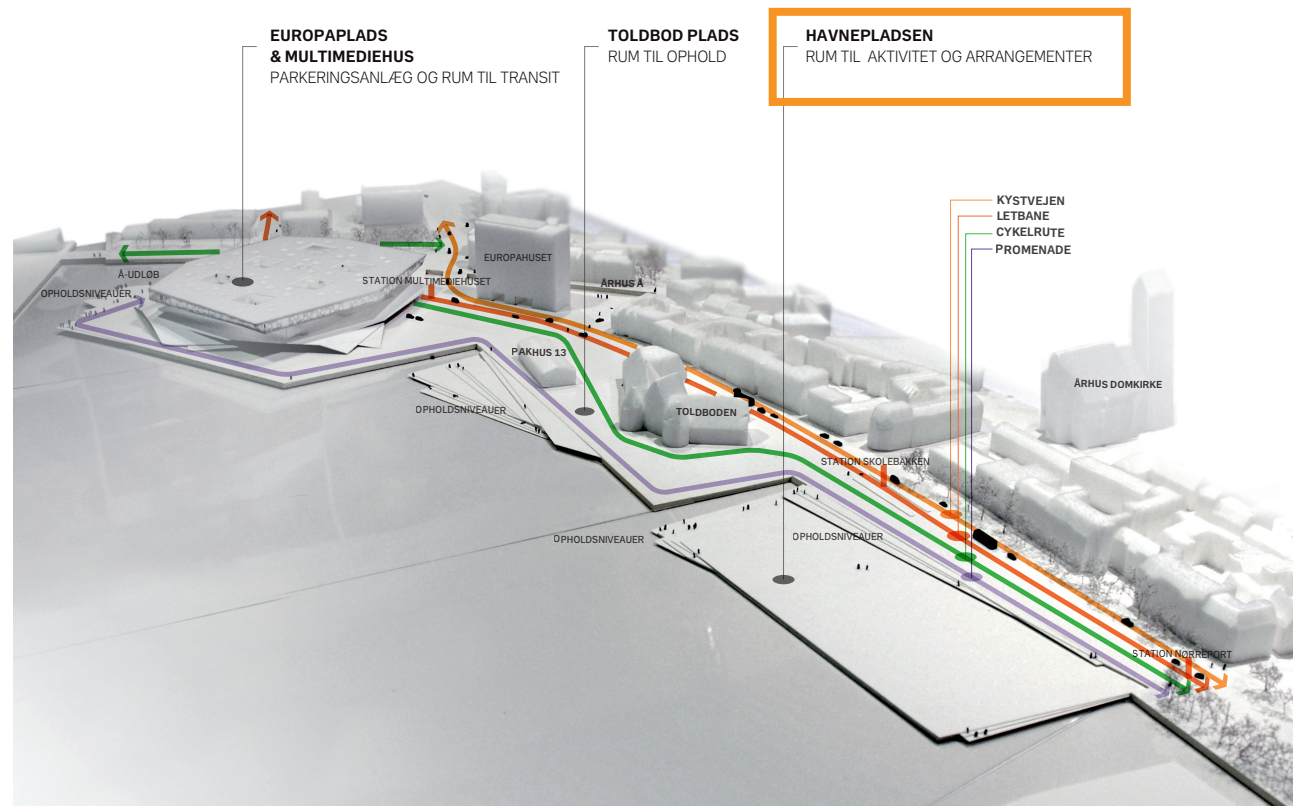 EUROPAPLADS
& MULTIMEDIEHUS
PARKERINGSANLÆG OG RUM TIL TRANSIT
TOLDBOD PLADS
RUM TIL OPHOLD
HAVNEPLADSEN
RUM TIL AKTIVITET OG ARRANGEMENTER
KYSTVEJEN
LETBANE
CYKELRUTE
PROMENADE
EUROPAHUSET
Å-UDLØB
STATION MULTIMEDIEHUSET
ÅRHUS Å
OPHOLDSNIVEAUER
PAKHUS 13
ÅRHUS DOMKIRKE
OPHOLDSNIVEAUER
TOLDBODEN
STATION SKOLEBAKKEN
OPHOLDSNIVEAUER
OPHOLDSNIVEAUER
STATION NØRREPORT